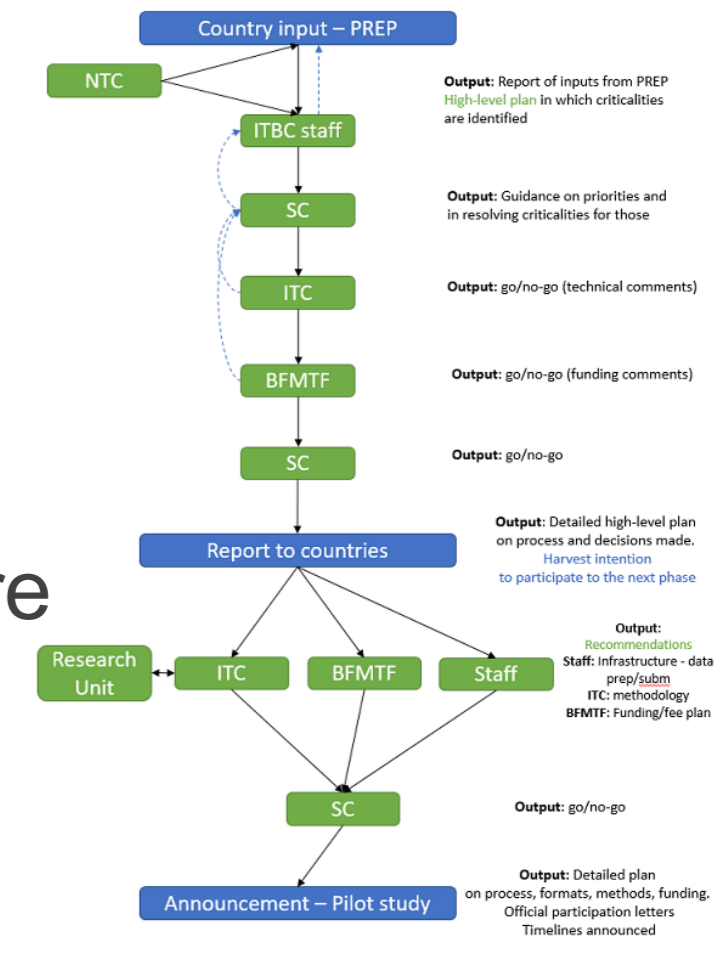 Country input – PREP
NTC
Output: Report of inputs from PREP
High-level plan in which criticalities
are identified
ITBC staff
SC
Output: Guidance on priorities and
in resolving criticalities for those
ITC
Output: go/no-go (technical comments)
BFMTF
Output: go/no-go (funding comments)
SC
Output: go/no-go
Report to countries
Output: Detailed high-level plan
on process and decisions made.
Harvest intention
to participate to the next phase
re
Research
Unit
ITC
BFMTF
Staff
Output:
Recommendations
Staff: Infrastructure - data
prep/subm
ITC: methodology
BFMTF: Funding/fee plan
SC
Output: go/no-go
Announcement – Pilot study
Output: Detailed plan
on process, formats, methods, funding.
Official participation letters
Timelines announced